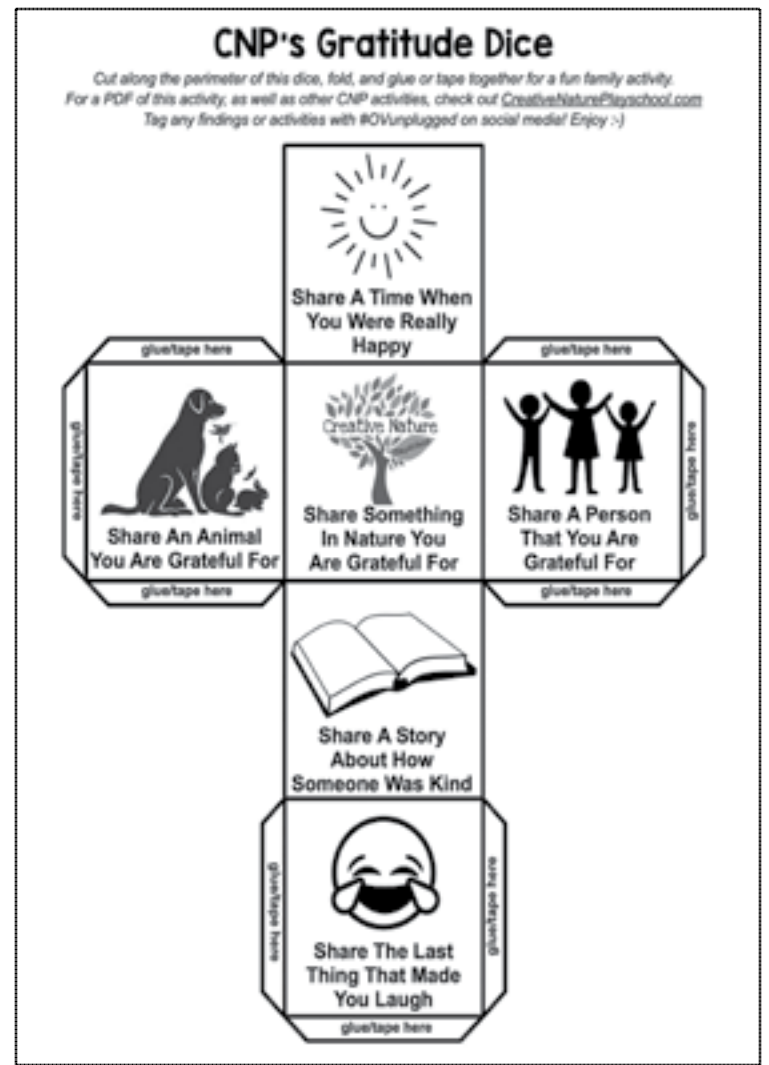 CNP's Gratitude Dice
Cut along the perimeter of this dice, fold, and glue or tape together for a fun family activity.
For a PDF of this activity, as well as other CNP activities, check out CreativeNaturePlayschool.com
Tag any findings or activities with #OVunplugged on social media! Enjoy :-)
Share A Time When
You Were Really
Happy
glue/tape here
glue/tape here
glue/tape here
Share An Animal
You Are Grateful For
glue/tape here
Creative Nature
Share Something
In Nature You
Are Grateful For
Share A Person
That You Are
Grateful For
glue/tape here
glue/tape here
glue/tape here
Share A Story
About How
Someone Was Kind
glue/tape here
Share The Last
Thing That Made
You Laugh
glue/tape here
glue/tape here